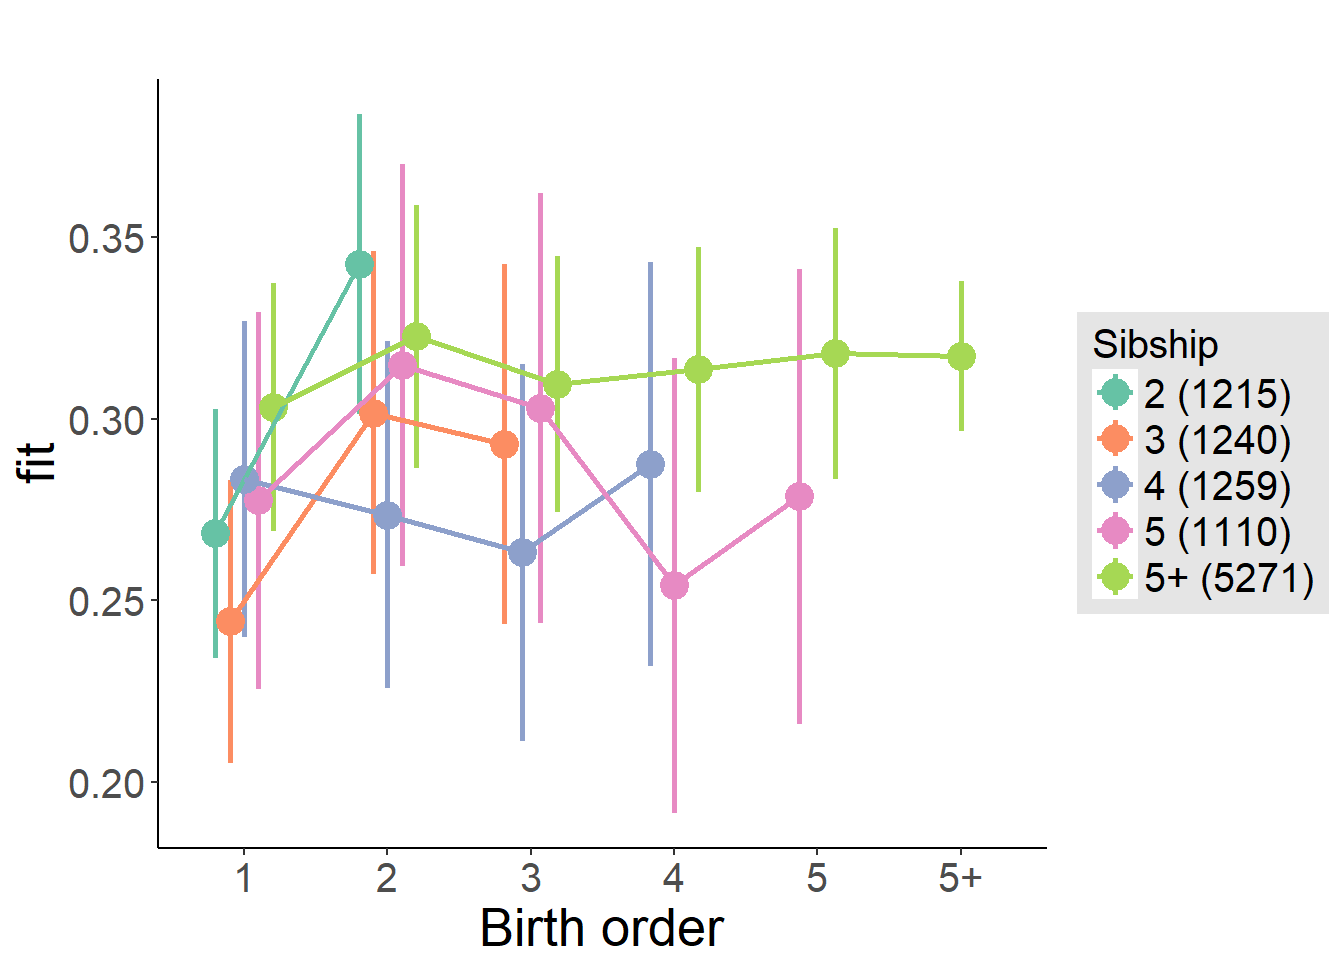 fit
0.35
0.30
0.25
0.20
1 2 3 4 5 5+
Birth order
Sibship
2 (1215)
3 (1240)
4 (1259)
5 (1110)
5+ (5271)